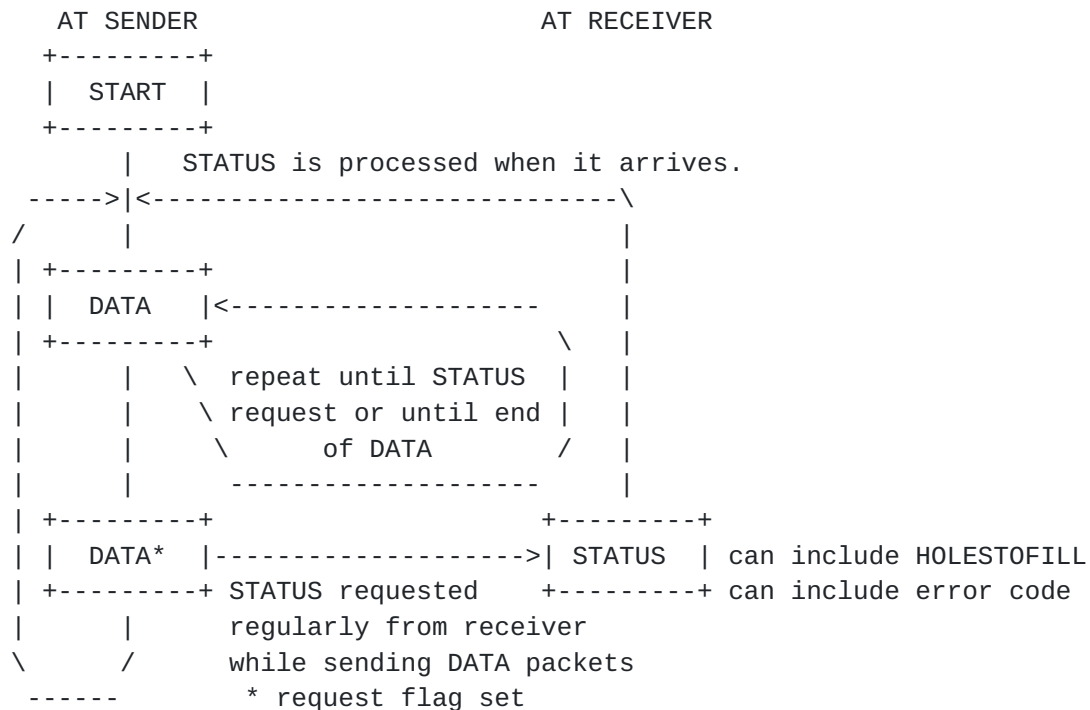 AT SENDER                      AT RECEIVER
START
STATUS is processed when it arrives.
DATA
repeat until STATUS
request or until end
of DATA
DATA*                      STATUS   can include HOLESTOFILL
STATUS requested     can include error code
regularly from receiver
while sending DATA packets
* request flag set